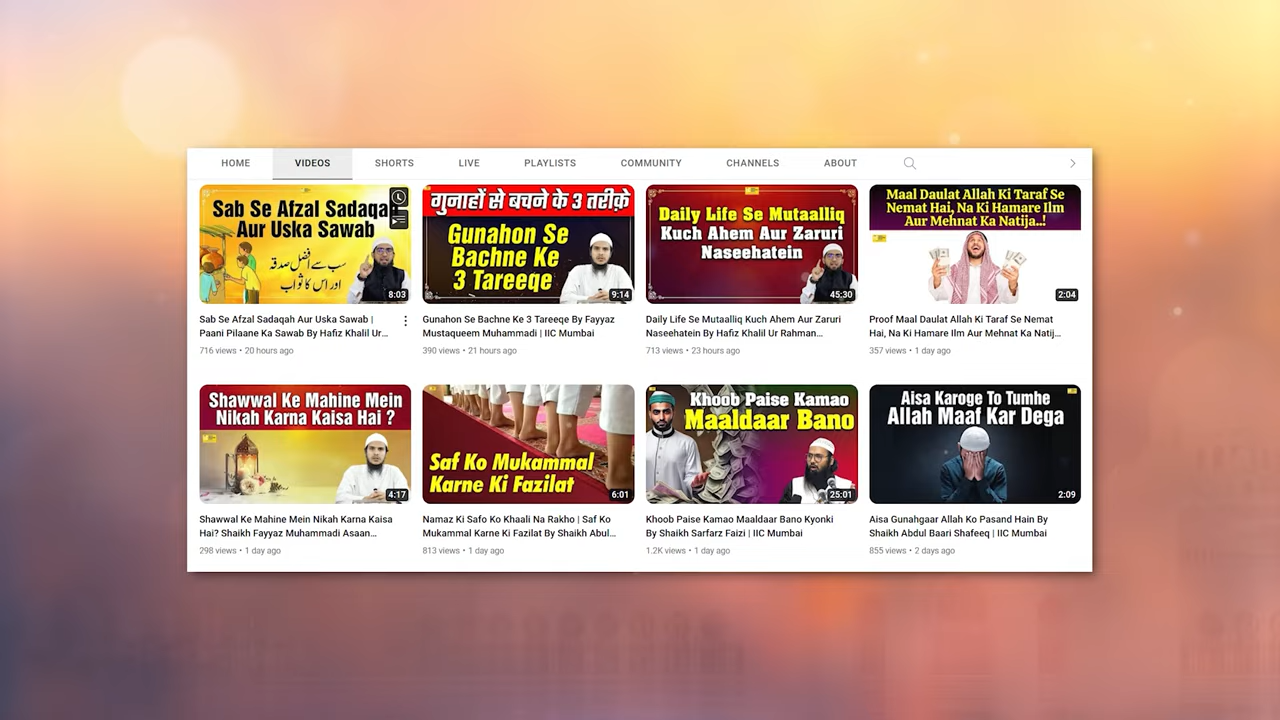 HOME VIDEOS SHORTS LIVE PLAYLISTS COMMUNITY CHANNELS ABOUT
Sab Se Afzal Sadaqa
Aur Uska Sawab
سب سے افضل صدقہ
اور اس کا ثواب
8:03
Sab Se Afzal Sadaqah Aur Uska Sawab |
Paani Pilaane Ka Sawab By Hafiz Khalil Ur...
716 views • 20 hours ago
गुनाहों से बचने के 3 तरीक़े
Gunahon Se
Bachne Ke
3 Tareeqe
9:14
Gunahon Se Bachne Ke 3 Tareeqe By Fayyaz
Mustaqueem Muhammadi | IIC Mumbai
390 views • 21 hours ago
Daily Life Se Mutaalliq
Kuch Ahem Aur Zaruri
Naseehatein
45:30
Daily Life Se Mutaalliq Kuch Ahem Aur Zaruri
Naseehatein By Hafiz Khalil Ur Rahman...
713 views • 23 hours ago
Maal Daulat Allah Ki Taraf Se
Nemat Hai, Na Ki Hamare Ilm
Aur Mehnat Ka Natija..!
2:04
Proof Maal Daulat Allah Ki Taraf Se Nemat
Hai, Na Ki Hamare Ilm Aur Mehnat Ka Natij...
357 views • 1 day ago
Shawwal Ke Mahine Mein
Nikah Karna Kaisa Hai ?
4:17
Shawwal Ke Mahine Mein Nikah Karna Kaisa
Hai? Shaikh Fayyaz Muhammadi Asaan...
298 views • 1 day ago
Saf Ko Mukammal
Karne Ki Fazilat
6:01
Namaz Ki Safo Ko Khaali Na Rakho | Saf Ko
Mukammal Karne Ki Fazilat By Shaikh Abul...
813 views • 1 day ago
Khoob Paise Kamao
Maaldaar Bano
25:01
Khoob Paise Kamao Maaldaar Bano Kyonki
By Shaikh Sarfarz Faizi | IIC Mumbai
1.2K views • 1 day ago
Aisa Karoge To Tumhe
Allah Maaf Kar Dega
2:09
Aisa Gunahgaar Allah Ko Pasand Hain By
Shaikh Abdul Baari Shafeeq | IIC Mumbai
855 views • 2 days ago